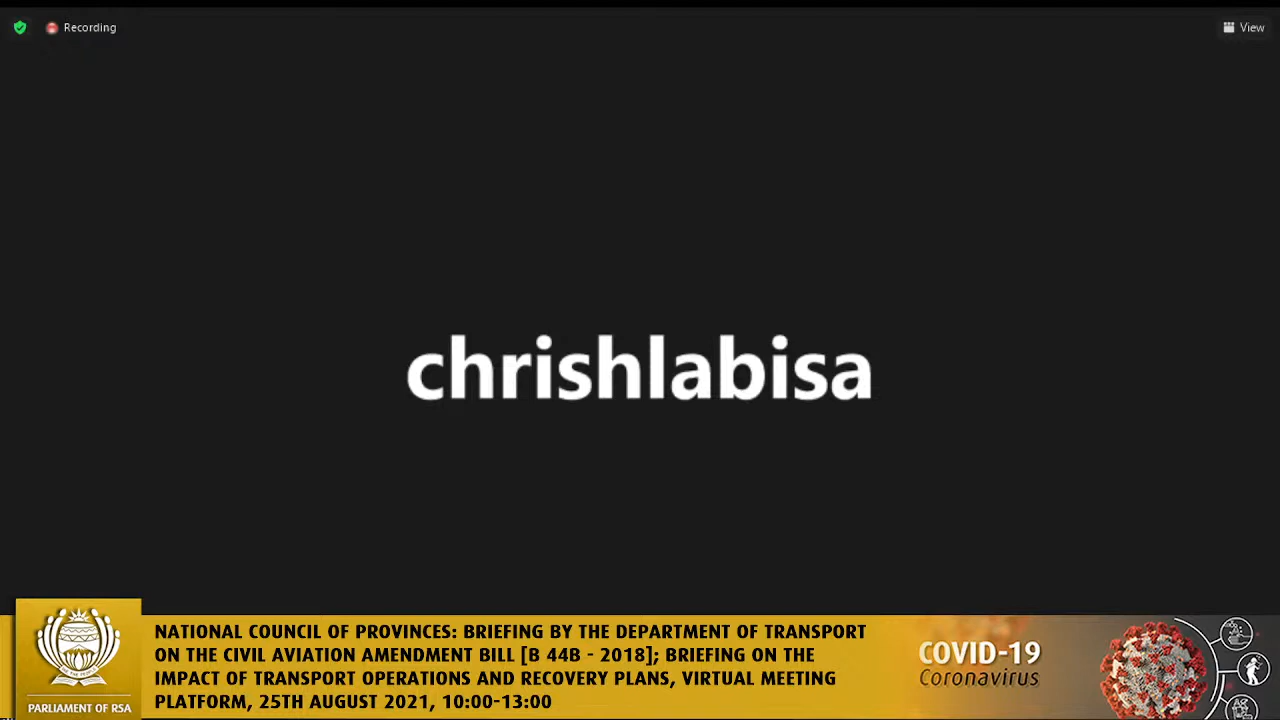 Recording
View
chrishlabisa
NATIONAL COUNCIL OF PROVINCES: BRIEFING BY THE DEPARTMENT OF TRANSPORT
ON THE CIVIL AVIATION AMENDMENT BILL [B 44B - 2018]; BRIEFING ON THE
IMPACT OF TRANSPORT OPERATIONS AND RECOVERY PLANS, VIRTUAL MEETING
PLATFORM, 25TH AUGUST 2021, 10:00-13:00
PARLIAMENT OF RSA
COVID-19
Coronavirus